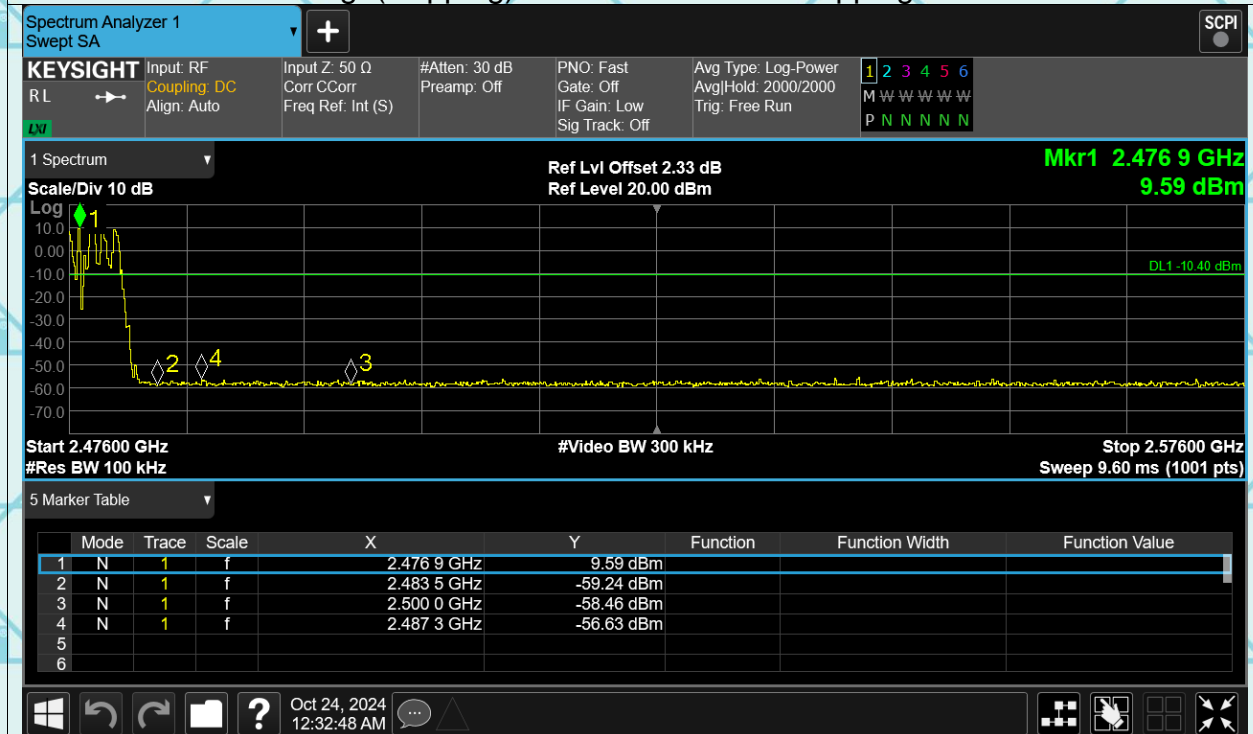 Spectrum Analyzer 1
Swept SA
+
SCPI
KEYSIGHT
RL
LXI
Input: RF
Coupling: DC
Align: Auto
Input Z: 50 Ω
Corr CCorr
Freq Ref: Int (S)
#Atten: 30 dB
Preamp: Off
PNO: Fast
Gate: Off
IF Gain: Low
Sig Track: Off
Avg Type: Log-Power
Avg|Hold: 2000/2000
Trig: Free Run
1 2 3 4 5 6
M W W W W W
P N N N N N
1 Spectrum
Scale/Div 10 dB
Ref Lvl Offset 2.33 dB
Ref Level 20.00 dBm
Mkr1 2.476 9 GHz
9.59 dBm
Log
10.0
0.00
-10.0
-20.0
-30.0
-40.0
-50.0
-60.0
-70.0
1
2
4
3
DL1 -10.40 dBm
Start 2.47600 GHz
#Video BW 300 kHz
Stop 2.57600 GHz
#Res BW 100 kHz
Sweep 9.60 ms (1001 pts)
5 Marker Table
Mode Trace Scale X Y Function Function Width Function Value
1 N 1 f 2.476 9 GHz 9.59 dBm
2 N 1 f 2.483 5 GHz -59.24 dBm
3 N 1 f 2.500 0 GHz -58.46 dBm
4 N 1 f 2.487 3 GHz -56.63 dBm
5
6
?
Oct 24, 2024
12:32:48 AM